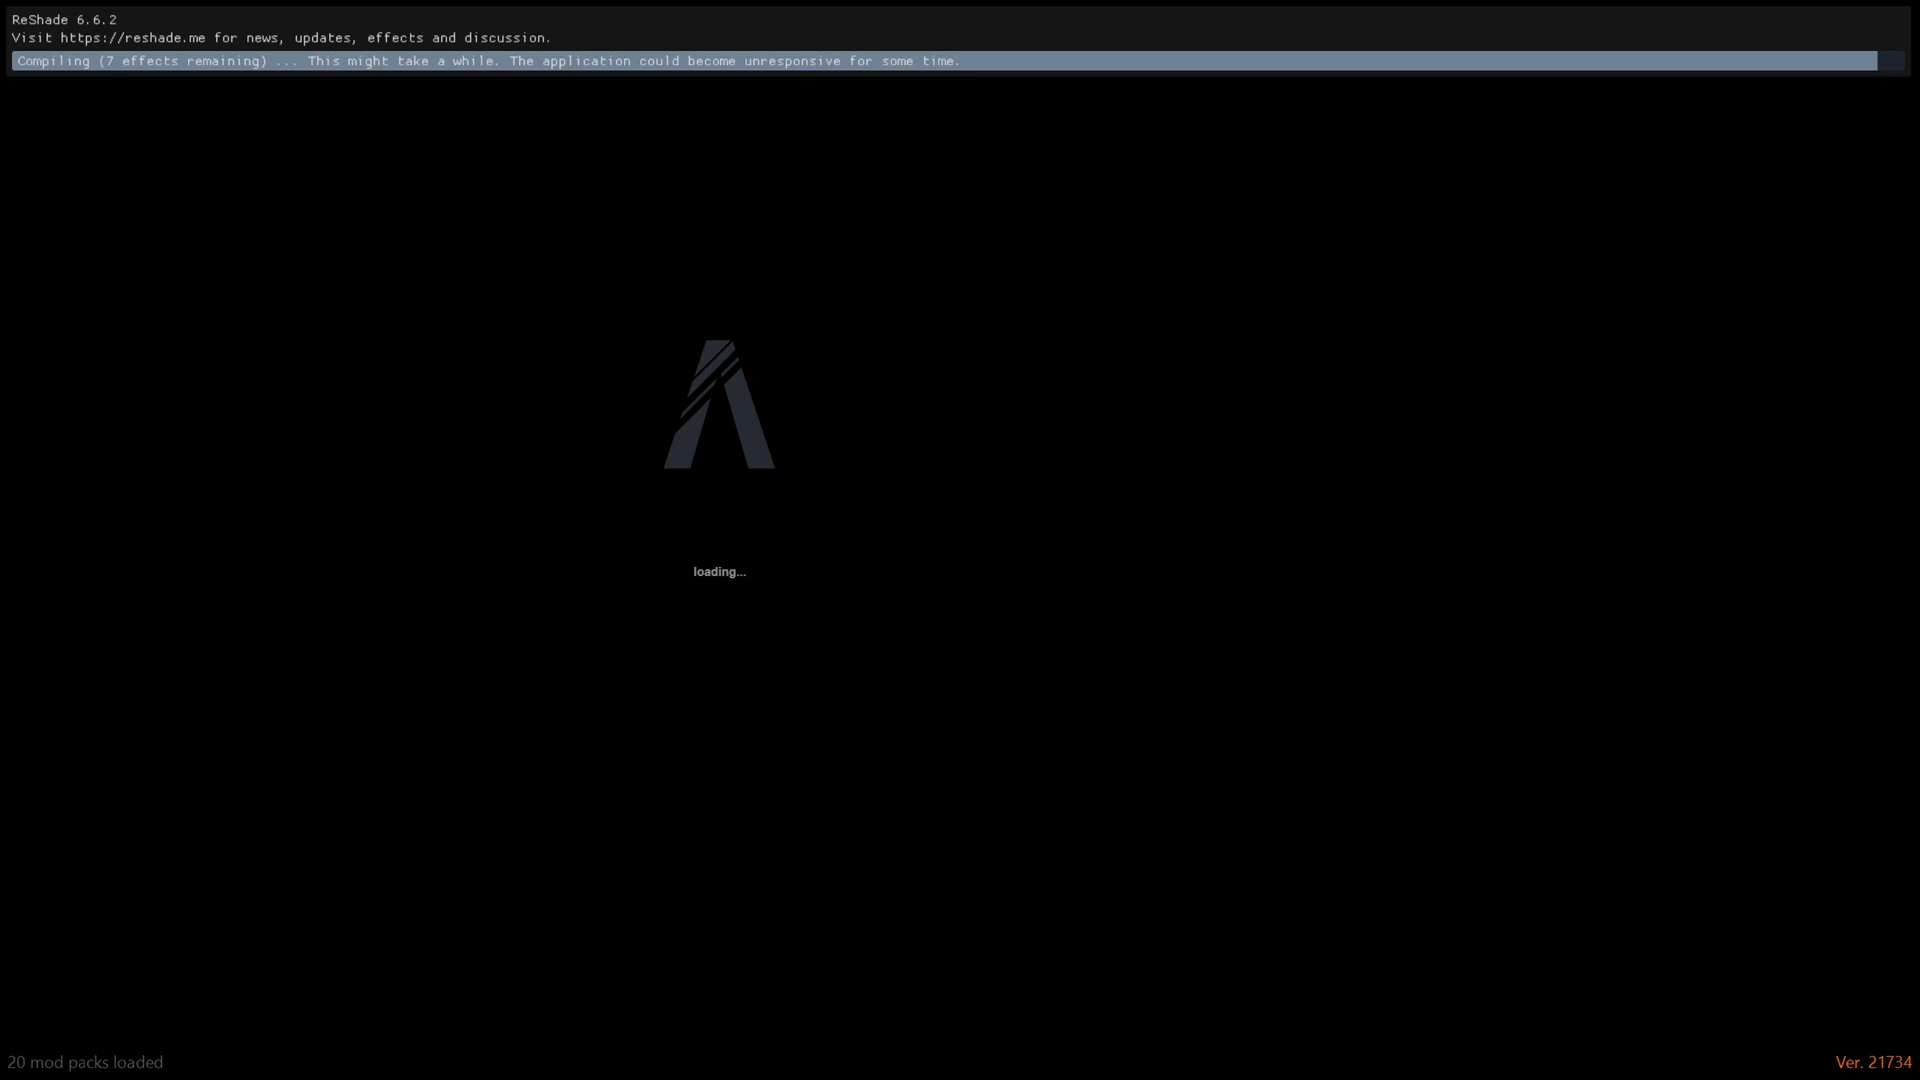 ReShade 6.6.2
Visit https://reshade.me for news, updates, effects and discussion.
Compiling (7 effects remaining) ... This might take a while. The application could become unresponsive for some time.
loading...
20 mod packs loaded
Ver. 21734